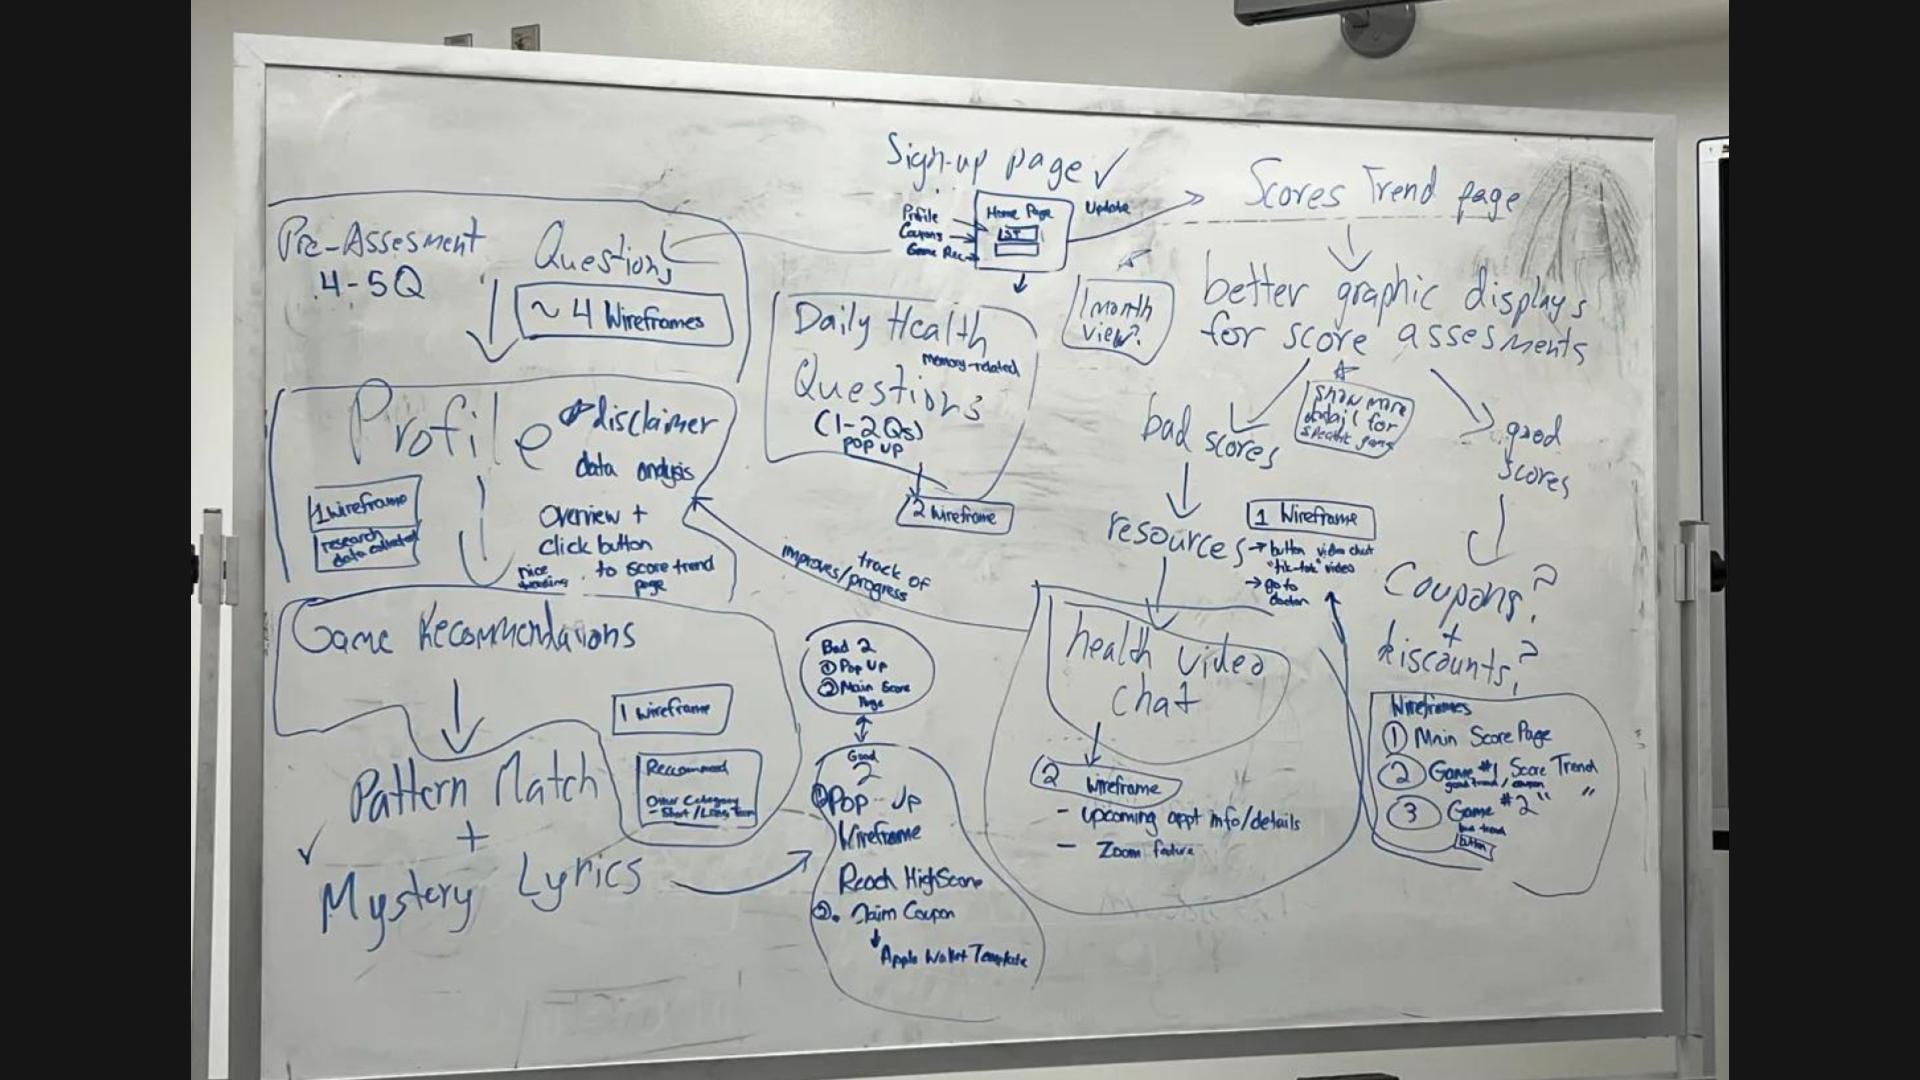 Sign-up page ✓
Profile
Coupons
Game Rec
Home Page
Update
Scores Trend page
Pre-Assesment
4-5Q
Questions
~ 4 Wireframes
Daily Health
memory-related
Questions
(1-2Qs)
POP UP
2 Wireframe
1 month
view?
better graphic displays
for score assesments
show more
detail for
specific game
bad scores
good
scores
Profile
disclaimer
data analysis
1 Wireframe
research
data collected
Overview +
click button
to score trend
page
nice
track of
improves/progress
resources
1 Wireframe
→ button video chat
"tik-tok" video
→ go to
doctor
Coupons?
+
discounts?
Game Recommendations
1 wireframe
Reccommend
Other Category
- Short/Long Term
Pattern Match
+
✓
Mystery Lyrics
Bad 2
① Pop Up
② Main Score
Page
Good
2
① Pop-Up
Wireframe
Reach HighScore
②. Claim Coupon
Apple Wallet Template
health video
chat
2 Wireframe
- upcoming appt info/details
- Zoom feature
Wireframes
① Main Score Page
② Game #1 Score Trend
good trend/coupon
③ Game #2 " "
bad trend
button